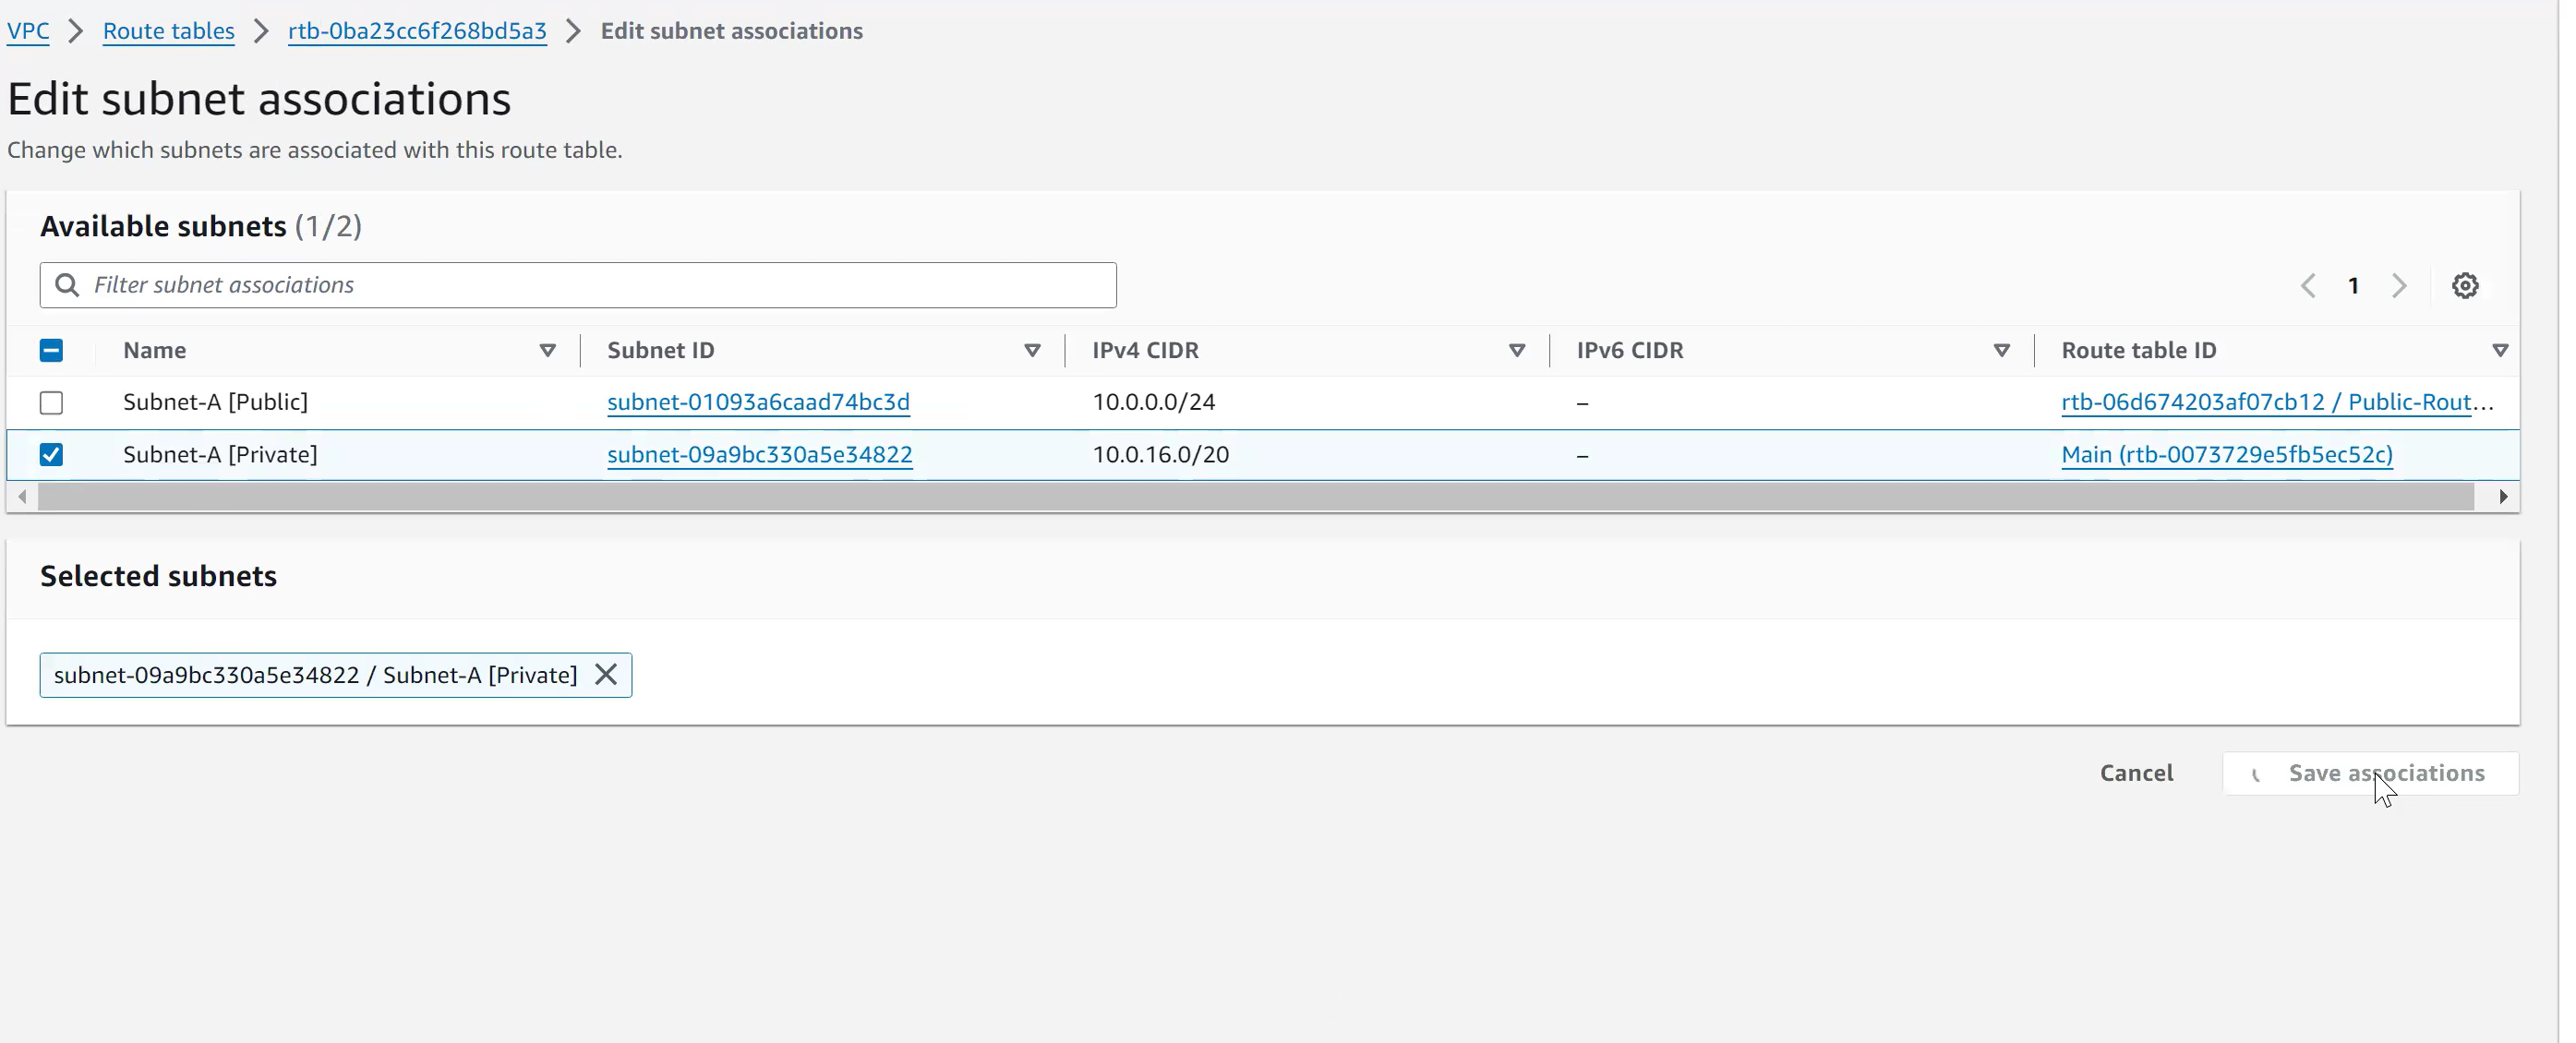 VPC > Route tables > rtb-0ba23cc6f268bd5a3 > Edit subnet associations
Edit subnet associations
Change which subnets are associated with this route table.
Available subnets (1/2)
Filter subnet associations
1
Name Subnet ID IPv4 CIDR IPv6 CIDR Route table ID
Subnet-A [Public] subnet-01093a6caad74bc3d 10.0.0.0/24 – rtb-06d674203af07cb12 / Public-Rout...
Subnet-A [Private] subnet-09a9bc330a5e34822 10.0.16.0/20 – Main (rtb-0073729e5fb5ec52c)
Selected subnets
subnet-09a9bc330a5e34822 / Subnet-A [Private]
Cancel Save associations